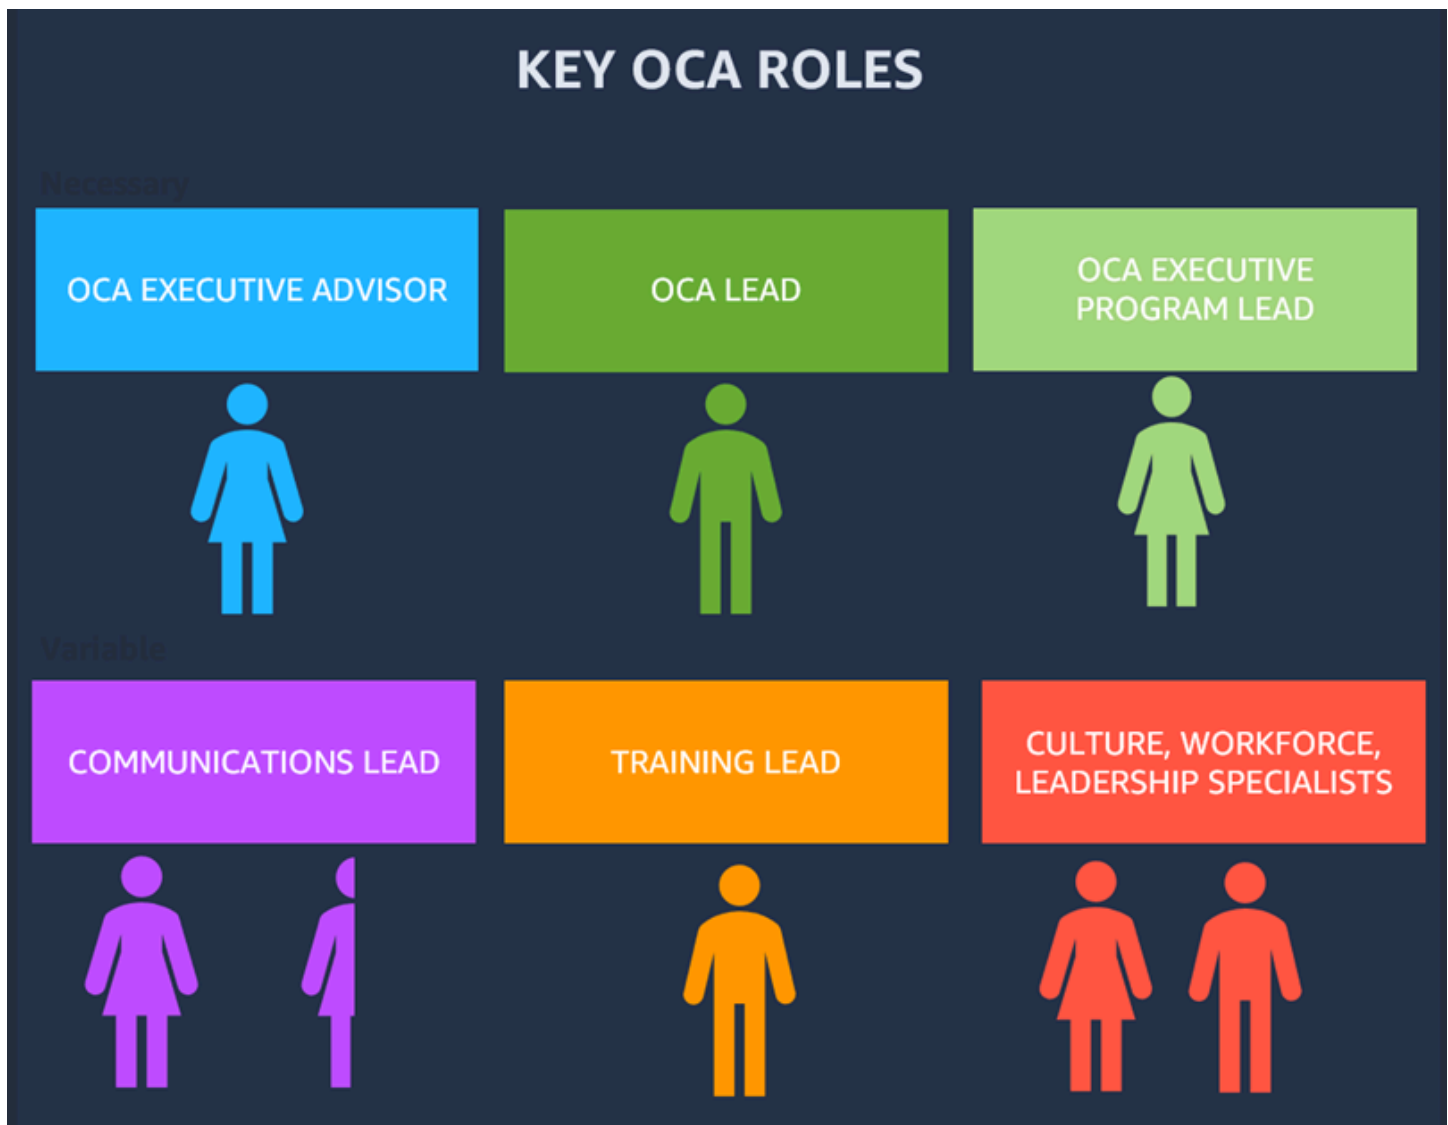 KEY OCA ROLES
Necessary
OCA EXECUTIVE ADVISOR
OCA LEAD
OCA EXECUTIVE
PROGRAM LEAD
Variable
COMMUNICATIONS LEAD
TRAINING LEAD
CULTURE, WORKFORCE,
LEADERSHIP SPECIALISTS